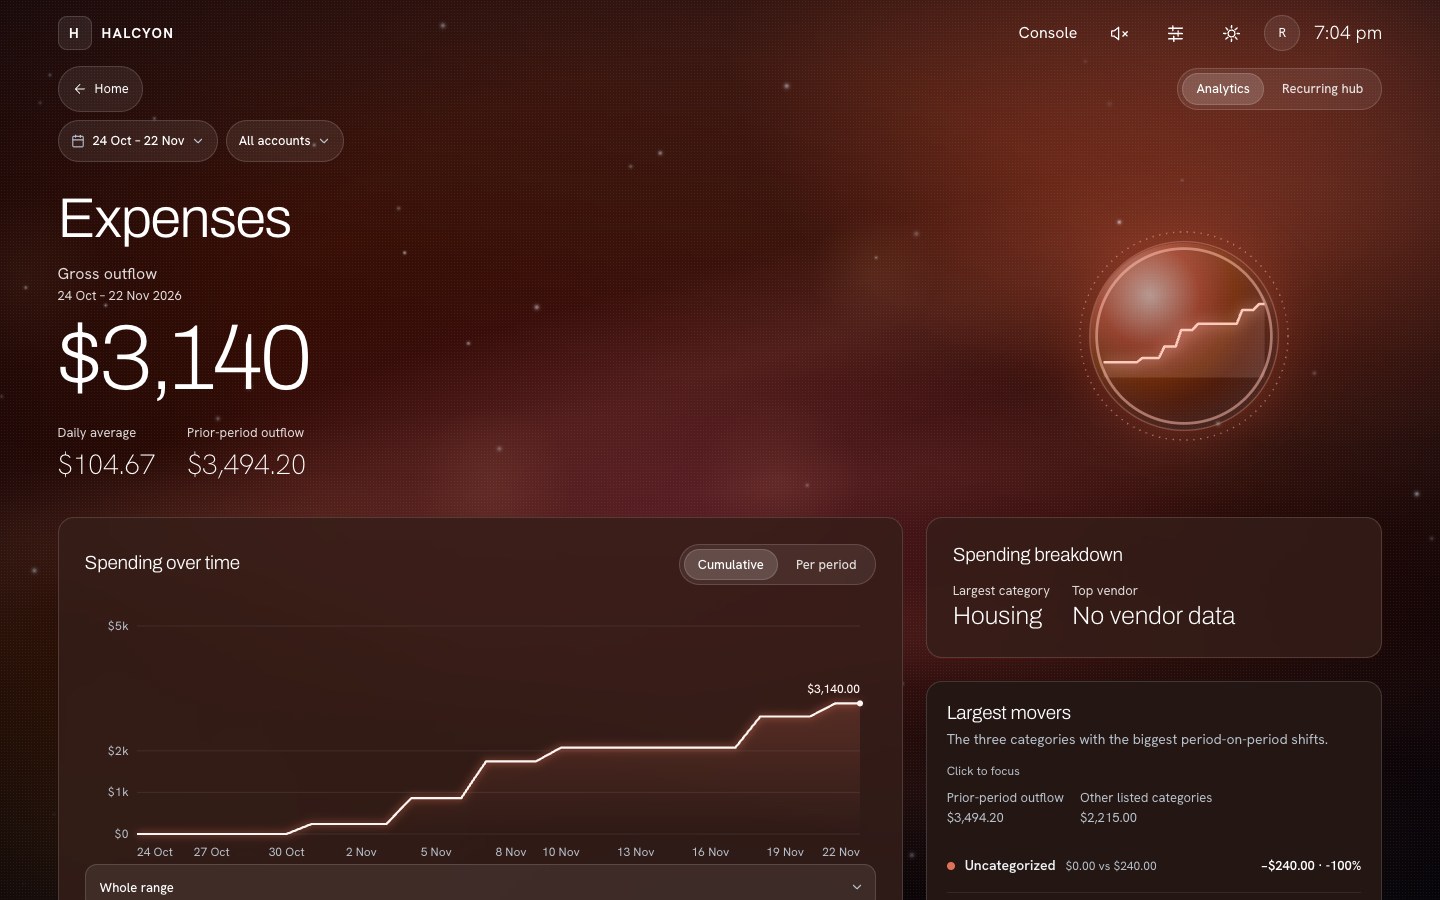 H HALCYON
Console
R
7:04 pm
Home
Analytics
Recurring hub
24 Oct – 22 Nov
All accounts
Expenses
Gross outflow
24 Oct – 22 Nov 2026
$3,140
Daily average
$104.67
Prior-period outflow
$3,494.20
Spending over time
Cumulative
Per period
$5k
$3,140.00
$2k
$1k
$0
24 Oct 27 Oct 30 Oct 2 Nov 5 Nov 8 Nov 10 Nov 13 Nov 16 Nov 19 Nov 22 Nov
Whole range
Spending breakdown
Largest category
Housing
Top vendor
No vendor data
Largest movers
The three categories with the biggest period-on-period shifts.
Click to focus
Prior-period outflow
$3,494.20
Other listed categories
$2,215.00
Uncategorized $0.00 vs $240.00 −$240.00 · -100%